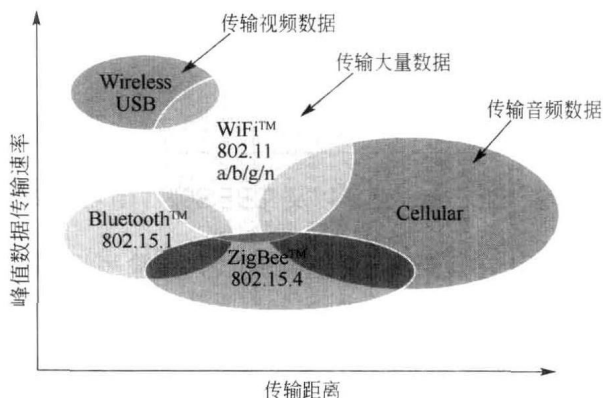 传输视频数据
传输大量数据
传输音频数据
Wireless
USB
WiFi™
802.11
a/b/g/n
Bluetooth™
802.15.1
Cellular
ZigBee™
802.15.4
峰值数据传输速率
传输距离